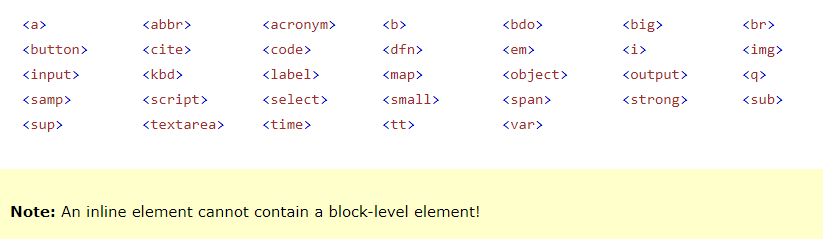 <a> <abbr> <acronym> <b> <bdo> <big> <br>
<button> <cite> <code> <dfn> <em> <i> <img>
<input> <kbd> <label> <map> <object> <output> <q>
<samp> <script> <select> <small> <span> <strong> <sub>
<sup> <textarea> <time> <tt> <var>
Note: An inline element cannot contain a block-level element!